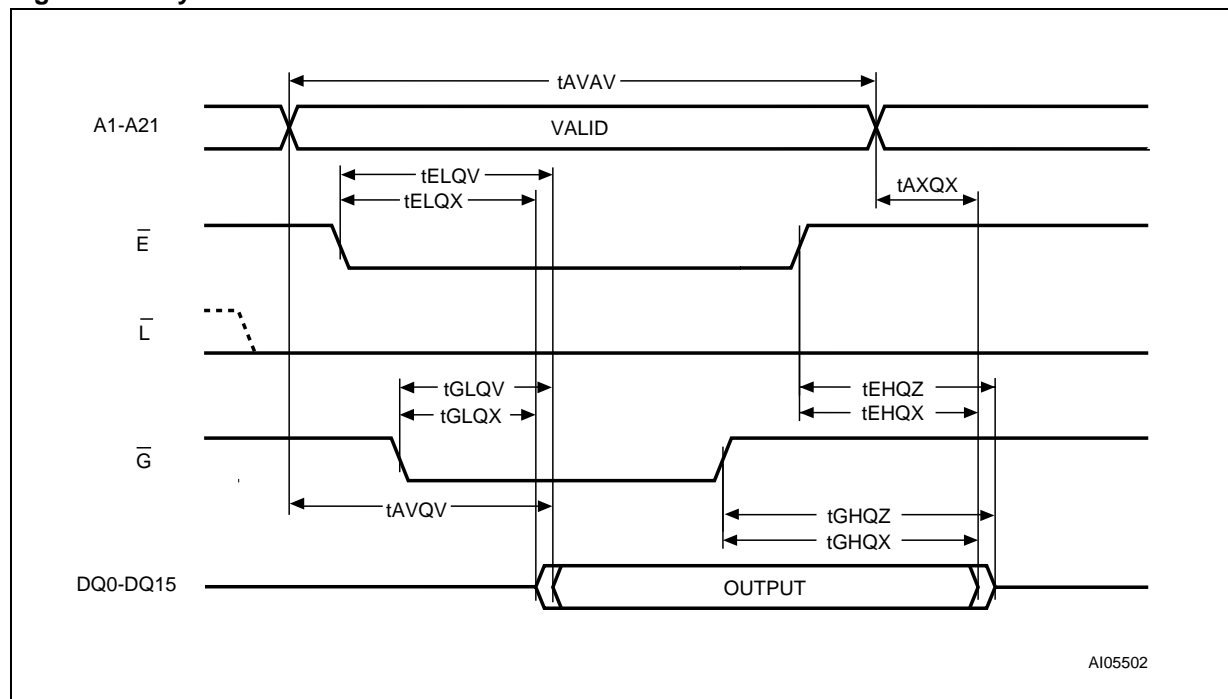 tAVAV
A1-A21
VALID
tELQV
tELQX
tAXQX
E
L
tGLQV
tGLQX
tEHQZ
tEHQX
G
tAVQV
tGHQZ
tGHQX
DQ0-DQ15
OUTPUT
AI05502